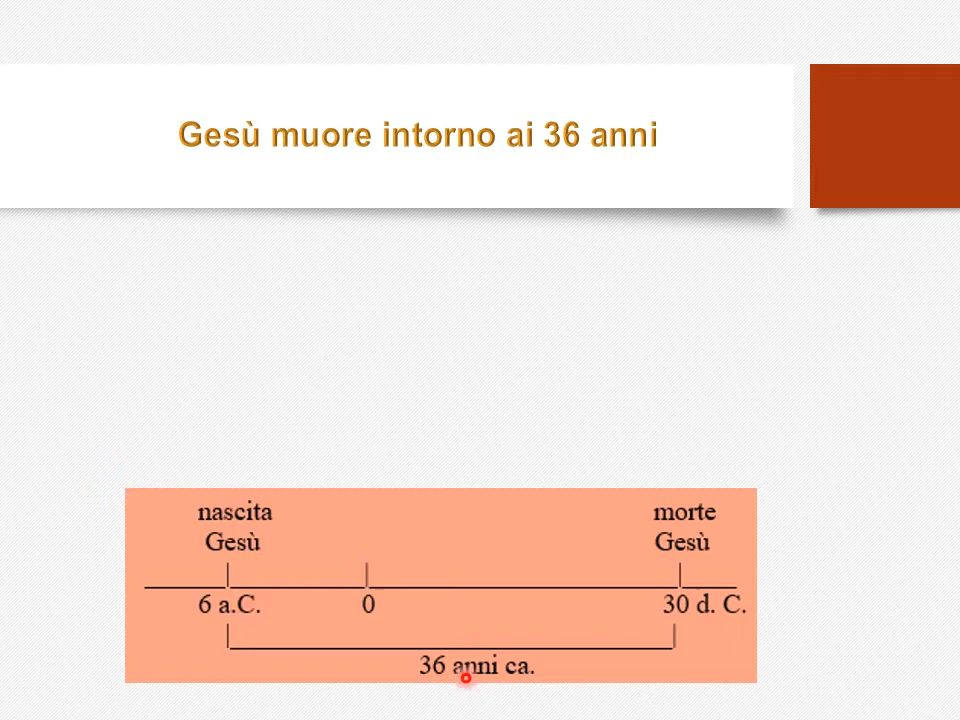 Gesù muore intorno ai 36 anni
nascita morte
Gesù Gesù
6 a.C. 0 30 d. C.
36 anni ca.